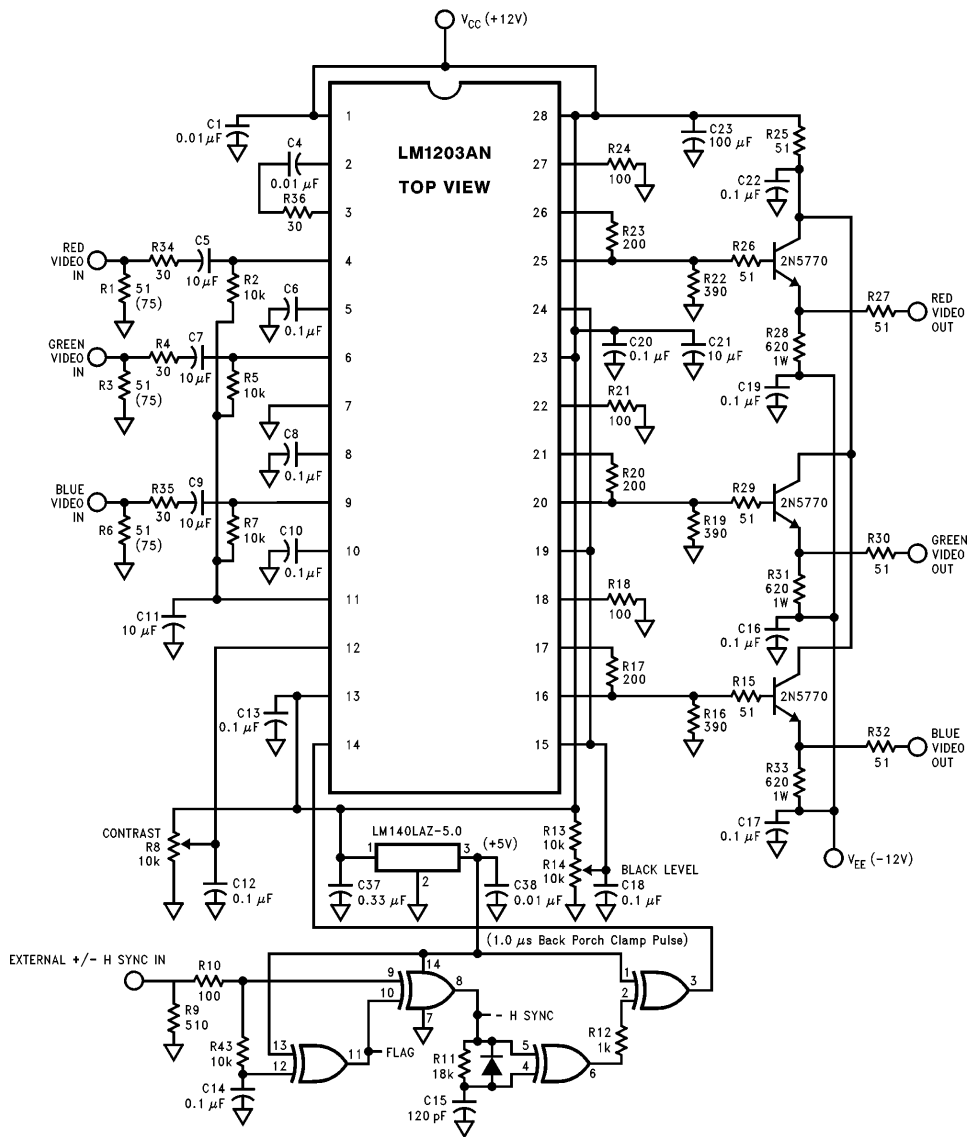 VCC (+12V)
LM1203AN
TOP VIEW
1
2
3
4
5
6
7
8
9
10
11
12
13
14
28
27
26
25
24
23
22
21
20
19
18
17
16
15
C1
0.01 µF
C4
0.01 µF
R36
30
RED
VIDEO
IN
R1
51
(75)
R34
30
C5
10 µF
R2
10k
C6
0.1 µF
GREEN
VIDEO
IN
R3
51
(75)
R4
30
C7
10 µF
R5
10k
C8
0.1 µF
BLUE
VIDEO
IN
R6
51
(75)
R35
30
C9
10 µF
R7
10k
C10
0.1 µF
C11
10 µF
C13
0.1 µF
CONTRAST
R8
10k
C12
0.1 µF
C23
100 µF
R25
51
R24
100
C22
0.1 µF
R23
200
R26
51
2N5770
R22
390
R27
51
RED
VIDEO
OUT
C20
0.1 µF
C21
10 µF
R28
620
1W
C19
0.1 µF
R21
100
R20
200
R29
51
2N5770
R19
390
R30
51
GREEN
VIDEO
OUT
R18
100
R31
620
1W
C16
0.1 µF
R17
200
R15
51
2N5770
R16
390
R32
51
BLUE
VIDEO
OUT
R33
620
1W
C17
0.1 µF
VEE (−12V)
LM140LAZ-5.0
1
2
3
(+5V)
C37
0.33 µF
C38
0.01 µF
R13
10k
R14
10k
BLACK LEVEL
C18
0.1 µF
(1.0 µs Back Porch Clamp Pulse)
EXTERNAL +/− H SYNC IN
R10
100
R9
510
R43
10k
C14
0.1 µF
13
12
11
FLAG
9
10
14
8
7
− H SYNC
R11
18k
C15
120 pF
5
4
6
R12
1k
1
2
3